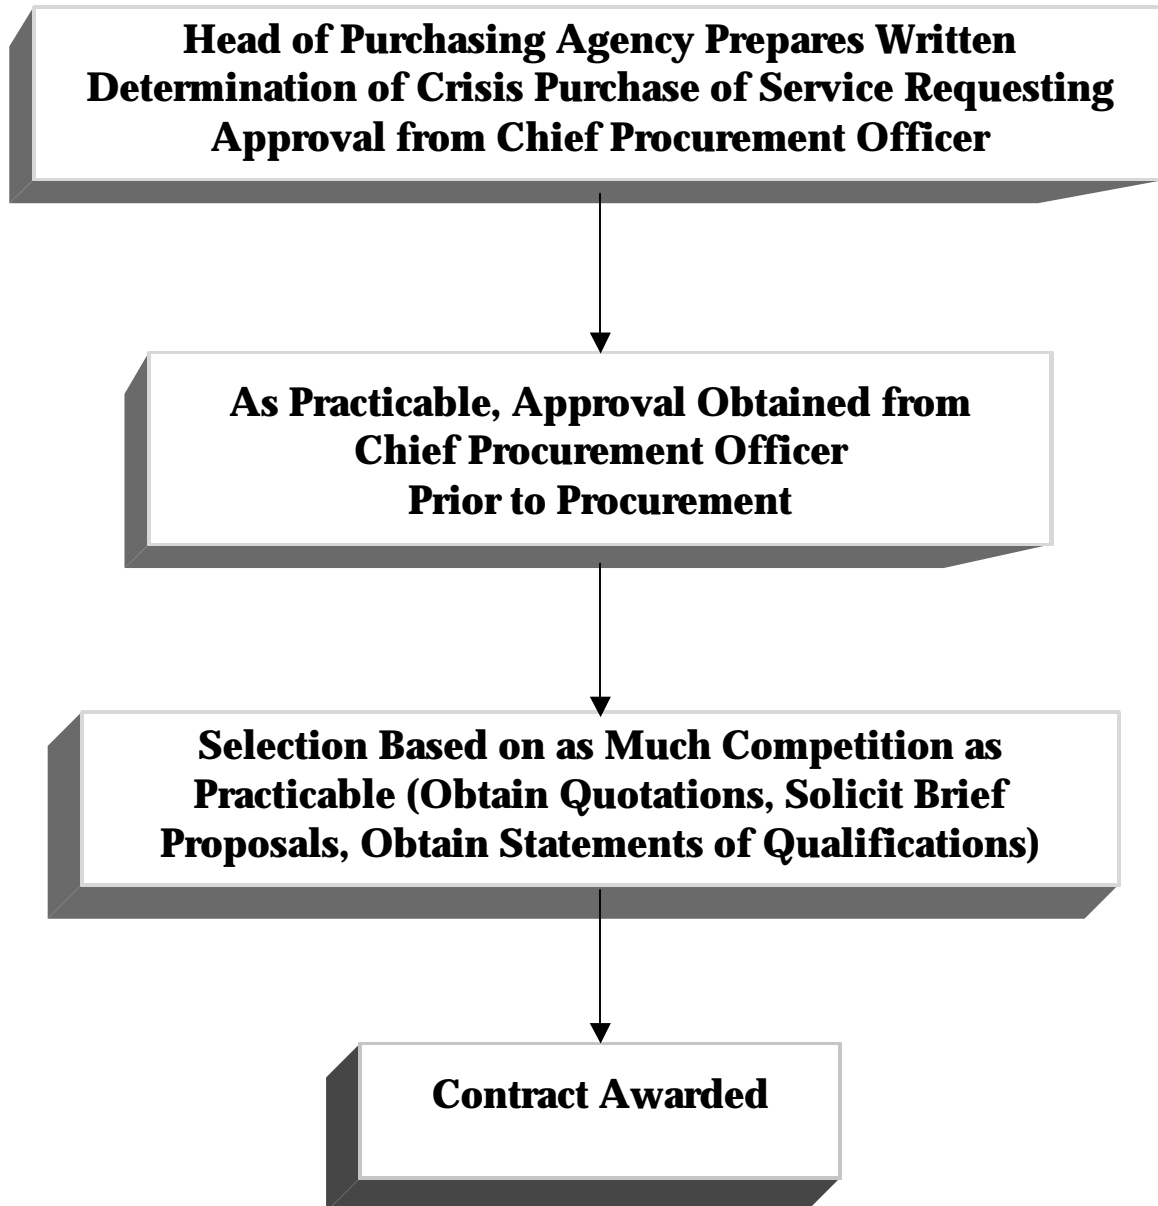 Head of Purchasing Agency Prepares Written
Determination of Crisis Purchase of Service Requesting
Approval from Chief Procurement Officer
As Practicable, Approval Obtained from
Chief Procurement Officer
Prior to Procurement
Selection Based on as Much Competition as
Practicable (Obtain Quotations, Solicit Brief
Proposals, Obtain Statements of Qualifications)
Contract Awarded